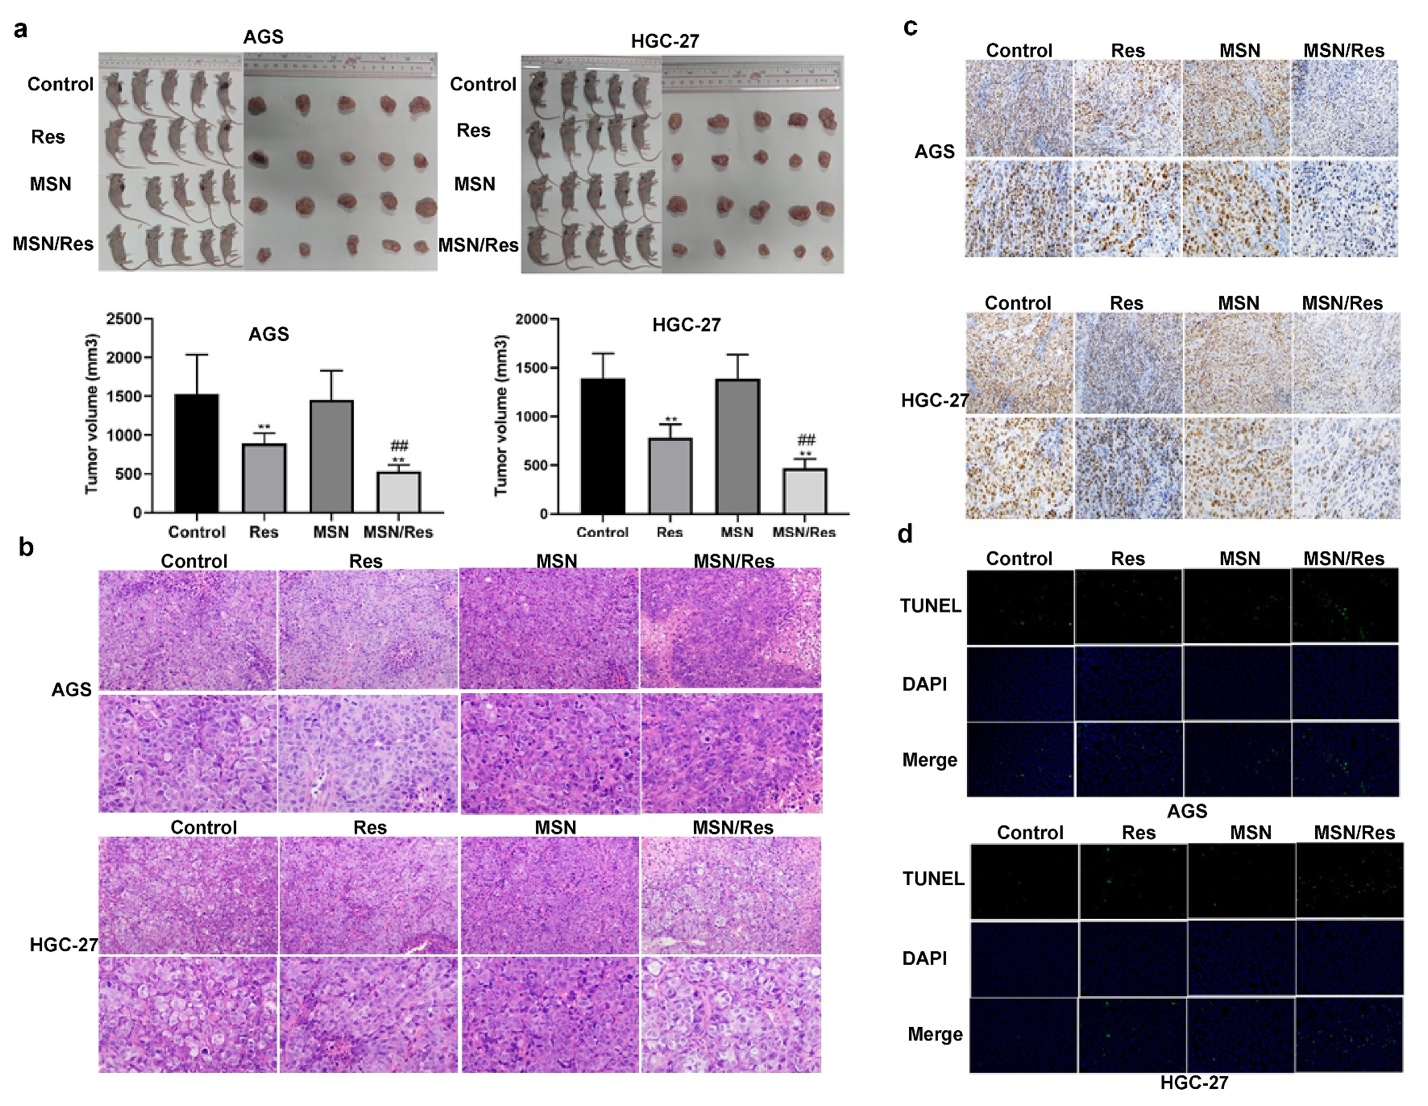 a
AGS
HGC-27
Control
Res
MSN
MSN/Res
Control
Res
MSN
MSN/Res
2500
2000
1500
1000
500
0
Tumor volume (mm3)
AGS
**
**
##
Control Res MSN MSN/Res
2000
1500
1000
500
0
Tumor volume (mm3)
HGC-27
**
**
##
Control Res MSN MSN/Res
b
Control Res MSN MSN/Res
AGS
Control Res MSN MSN/Res
HGC-27
c
Control Res MSN MSN/Res
AGS
Control Res MSN MSN/Res
HGC-27
d
Control Res MSN MSN/Res
TUNEL
DAPI
Merge
AGS
Control Res MSN MSN/Res
TUNEL
DAPI
Merge
HGC-27